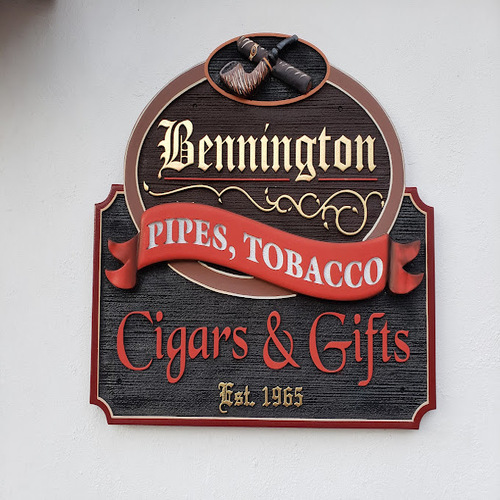 Bennington
PIPES, TOBACCO
Cigars & Gifts
Est. 1965